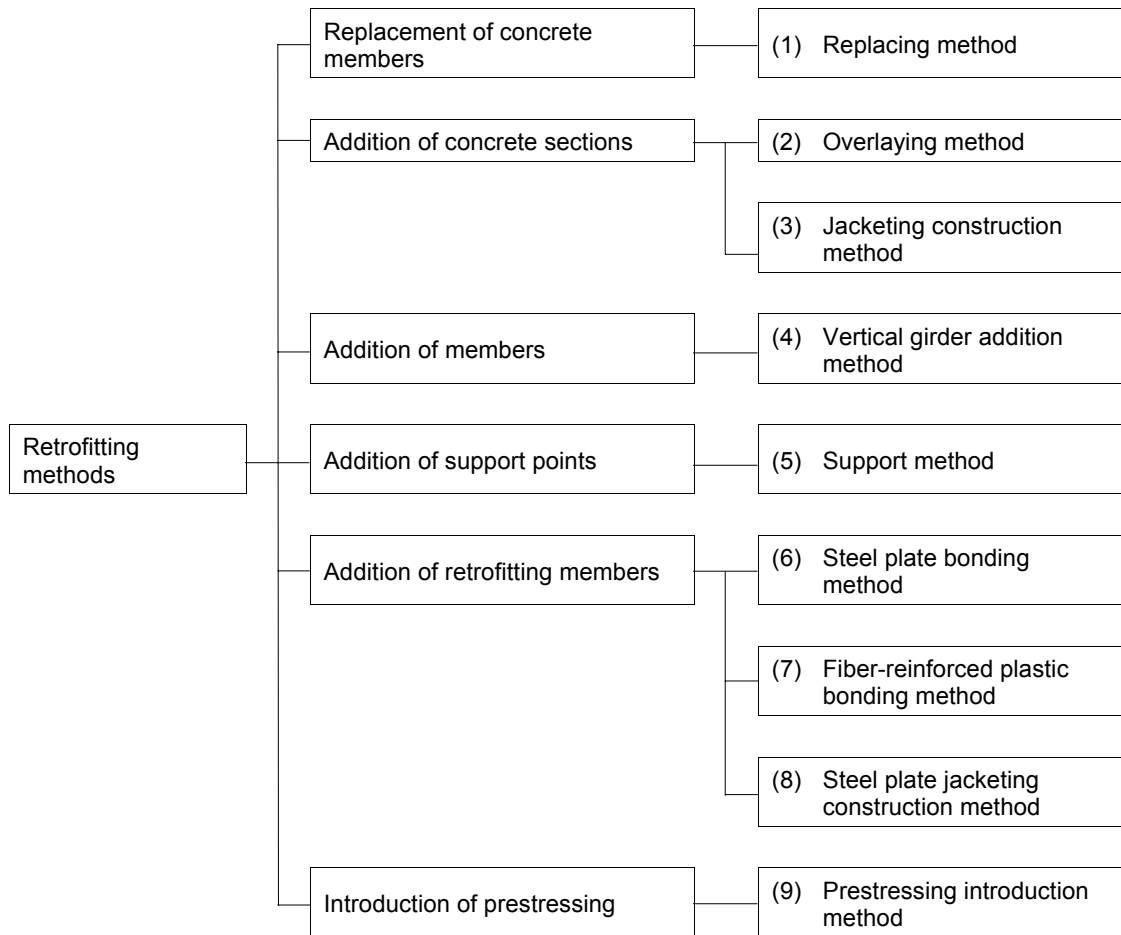 Replacement of concrete
members
(1) Replacing method
Addition of concrete sections
(2) Overlaying method
(3) Jacketing construction
method
Addition of members
(4) Vertical girder addition
method
Retrofitting
methods
Addition of support points
(5) Support method
Addition of retrofitting members
(6) Steel plate bonding
method
(7) Fiber-reinforced plastic
bonding method
(8) Steel plate jacketing
construction method
Introduction of prestressing
(9) Prestressing introduction
method